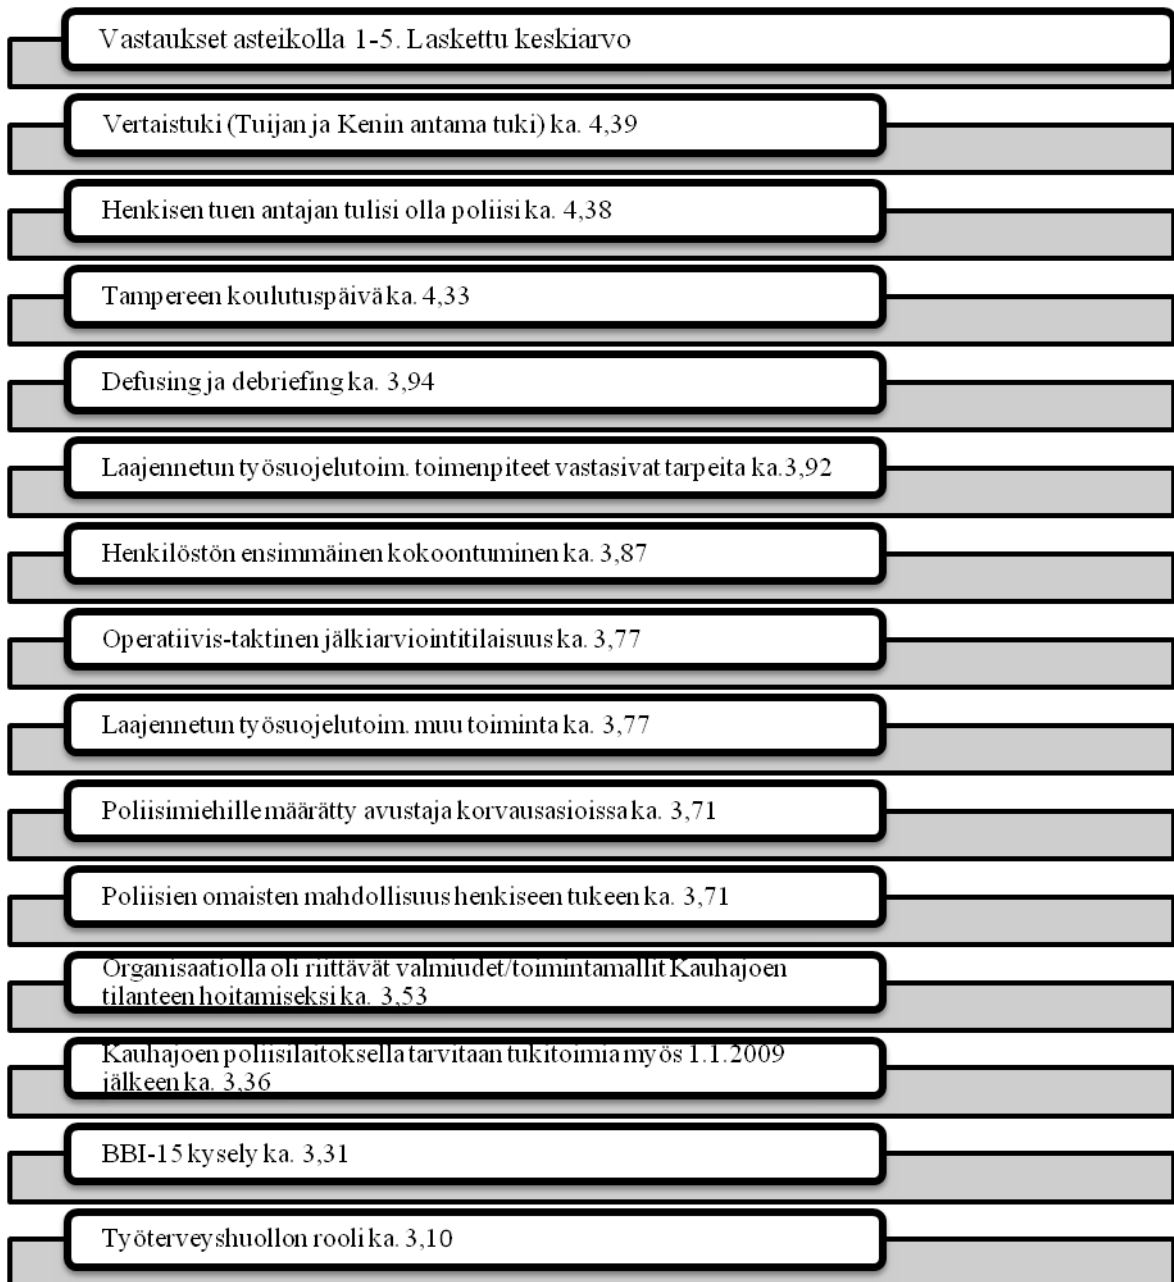 Vastaukset asteikolla 1-5. Laskettu keskiarvo
Vertaistuki (Tuijan ja Kenin antama tuki) ka. 4,39
Henkisen tuen antajan tulisi olla poliisi ka. 4,38
Tampereen koulutuspäivä ka. 4,33
Defusing ja debriefing ka. 3,94
Laajennetun työsuojelutoim. toimenpiteet vastasivat tarpeita ka.3,92
Henkilöstön ensimmäinen kokoontuminen ka. 3,87
Operatiivis-taktinen jälkiarviointitilaisuus ka. 3,77
Laajennetun työsuojelutoim. muu toiminta ka. 3,77
Poliisimiehille määrätty avustaja korvausasioissa ka. 3,71
Poliisien omaisten mahdollisuus henkiseen tukeen ka. 3,71
Organisaatiolla oli riittävät valmiudet/toimintamallit Kauhajoen
tilanteen hoitamiseksi ka. 3,53
Kauhajoen poliisilaitoksella tarvitaan tukitoimia myös 1.1.2009
jälkeen ka. 3,36
BBI-15 kysely ka. 3,31
Työterveyshuollon rooli ka. 3,10